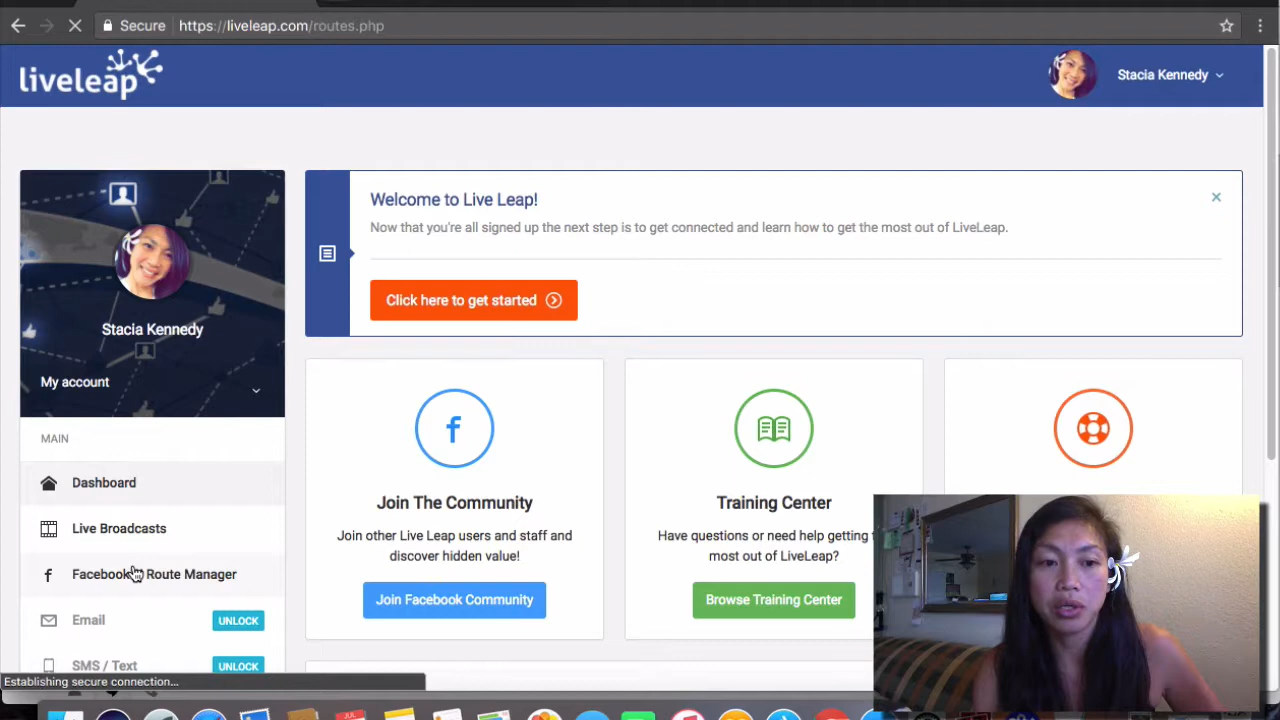 Secure https://liveleap.com/routes.php
liveleap
Stacia Kennedy
Stacia Kennedy
My account
MAIN
Dashboard
Live Broadcasts
Facebook Route Manager
Email UNLOCK
SMS / Text UNLOCK
Establishing secure connection...
Welcome to Live Leap!
Now that you're all signed up the next step is to get connected and learn how to get the most out of LiveLeap.
Click here to get started
Join The Community
Join other Live Leap users and staff and
discover hidden value!
Join Facebook Community
Training Center
Have questions or need help getting
most out of LiveLeap?
Browse Training Center